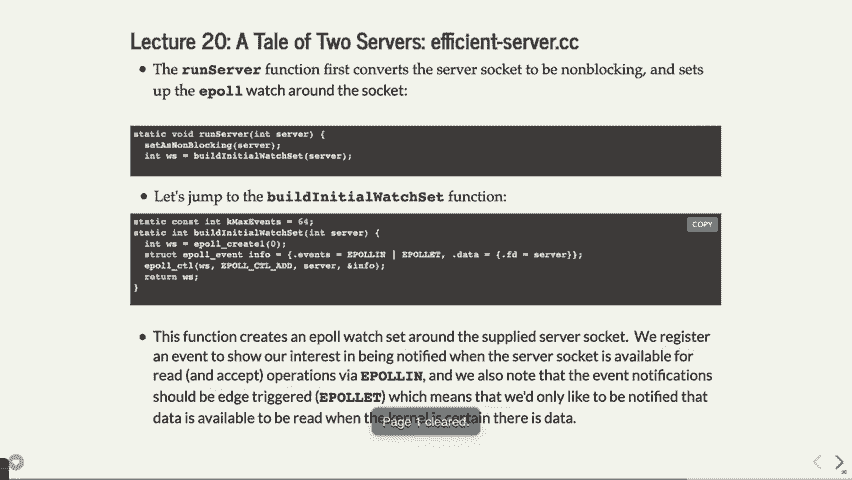 Lecture 20: A Tale of Two Servers: efficient-server.cc
• The runServer function first converts the server socket to be nonblocking, and sets
up the epoll watch around the socket:
static void runServer(int server) {
setAsNonBlocking(server);
int ws = buildInitialWatchSet(server);
• Let's jump to the buildInitialWatchSet function:
COPY
static const int kMaxEvents = 64;
static int buildInitialWatchSet(int server) {
int ws = epoll_create1(0);
struct epoll_event info = {.events = EPOLLIN | EPOLLET, .data = {.fd = server}};
epoll_ctl(ws, EPOLL_CTL_ADD, server, &info);
return ws;
}
• This function creates an epoll watch set around the supplied server socket. We register
an event to show our interest in being notified when the server socket is available for
read (and accept) operations via EPOLLIN, and we also note that the event notifications
should be edge triggered (EPOLLET) which means that we'd only like to be notified that
data is available to be read when the kernel is certain there is data.
Page 1 cleared.